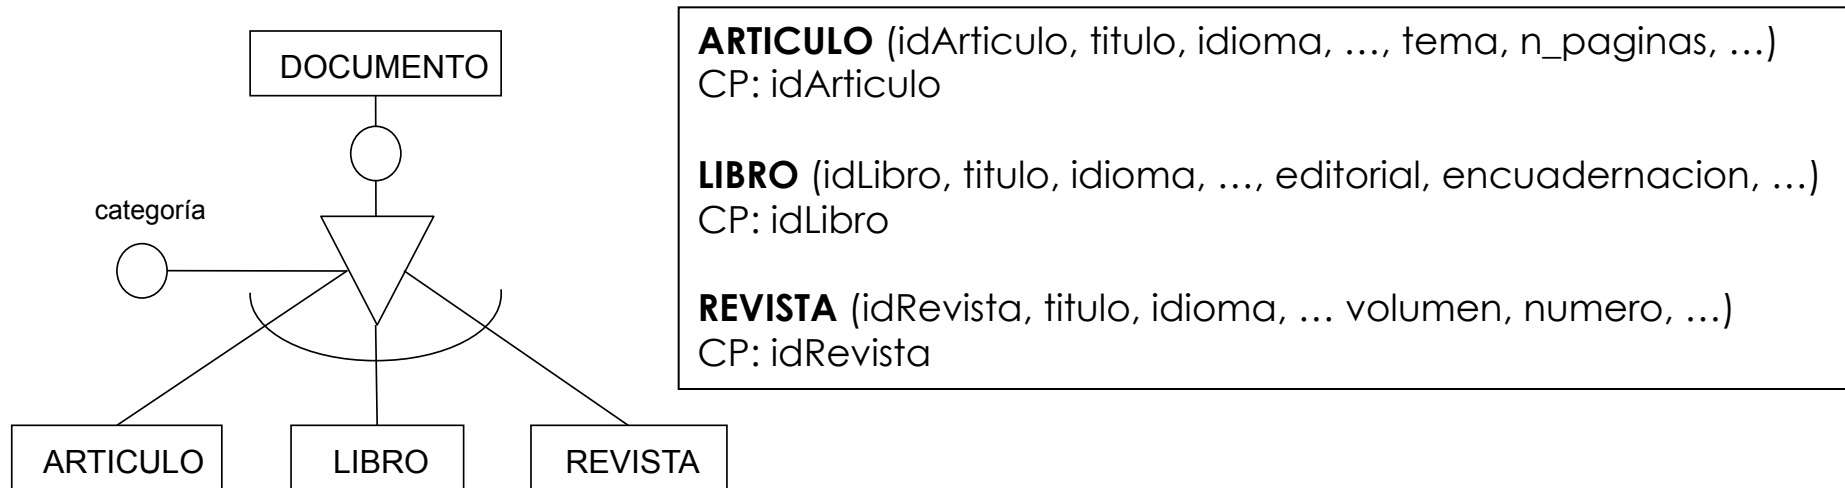 DOCUMENTO
categoría
ARTICULO
LIBRO
REVISTA
ARTICULO (idArticulo, titulo, idioma, …, tema, n_paginas, …)
CP: idArticulo
LIBRO (idLibro, titulo, idioma, …, editorial, encuadernacion, …)
CP: idLibro
REVISTA (idRevista, titulo, idioma, … volumen, numero, …)
CP: idRevista